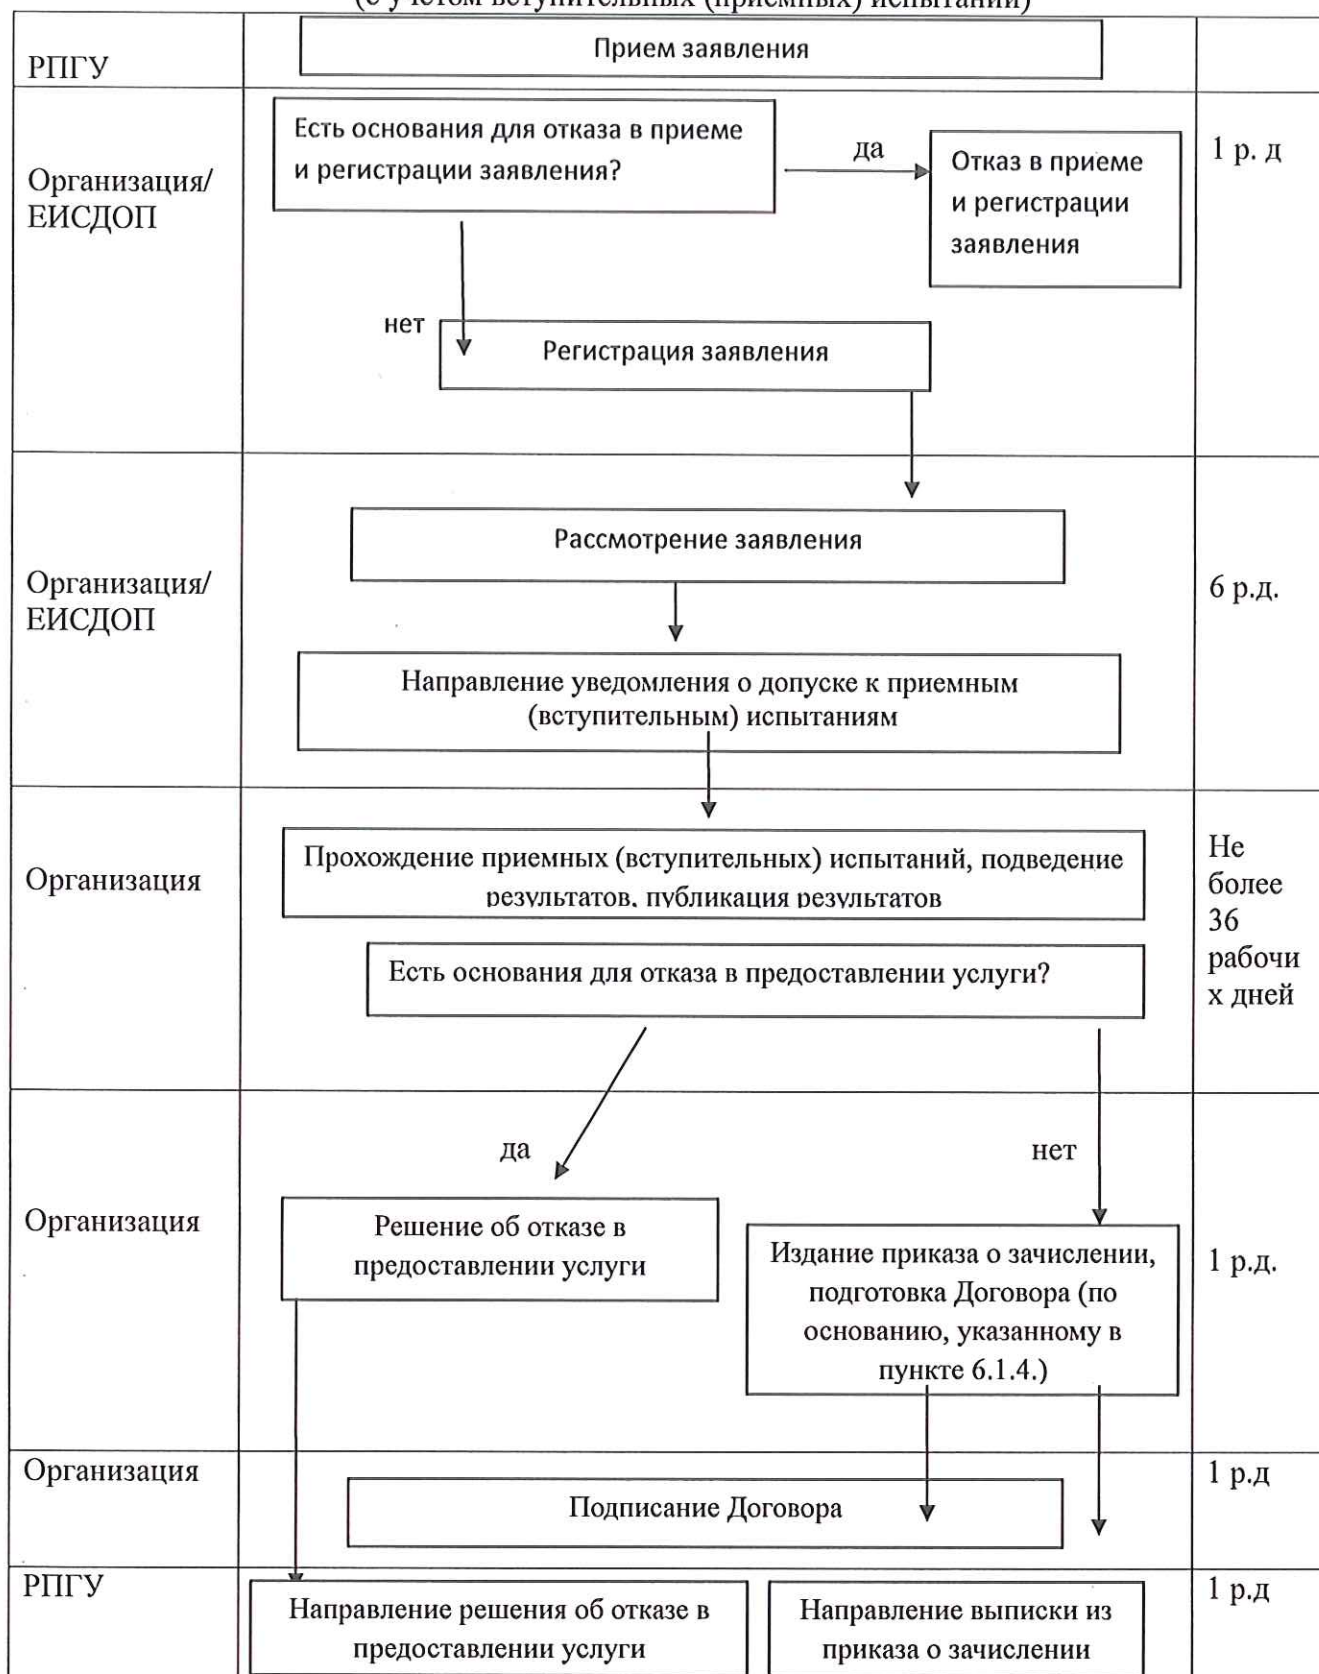 (с учетом вступительных (приемных) испытаний)
РПГУ
Прием заявления
Организация/
ЕИСДОП
Есть основания для отказа в приеме
и регистрации заявления?
да
Отказ в приеме
и регистрации
заявления
1 р. д
нет
Регистрация заявления
Организация/
ЕИСДОП
Рассмотрение заявления
6 р.д.
Направление уведомления о допуске к приемным
(вступительным) испытаниям
Организация
Прохождение приемных (вступительных) испытаний, подведение
результатов, публикация результатов
Есть основания для отказа в предоставлении услуги?
Не
более
36
рабочи
х дней
да
нет
Организация
Решение об отказе в
предоставлении услуги
Издание приказа о зачислении,
подготовка Договора (по
основанию, указанному в
пункте 6.1.4.)
1 р.д.
Организация
Подписание Договора
1 р.д
РПГУ
Направление решения об отказе в
предоставлении услуги
Направление выписки из
приказа о зачислении
1 р.д